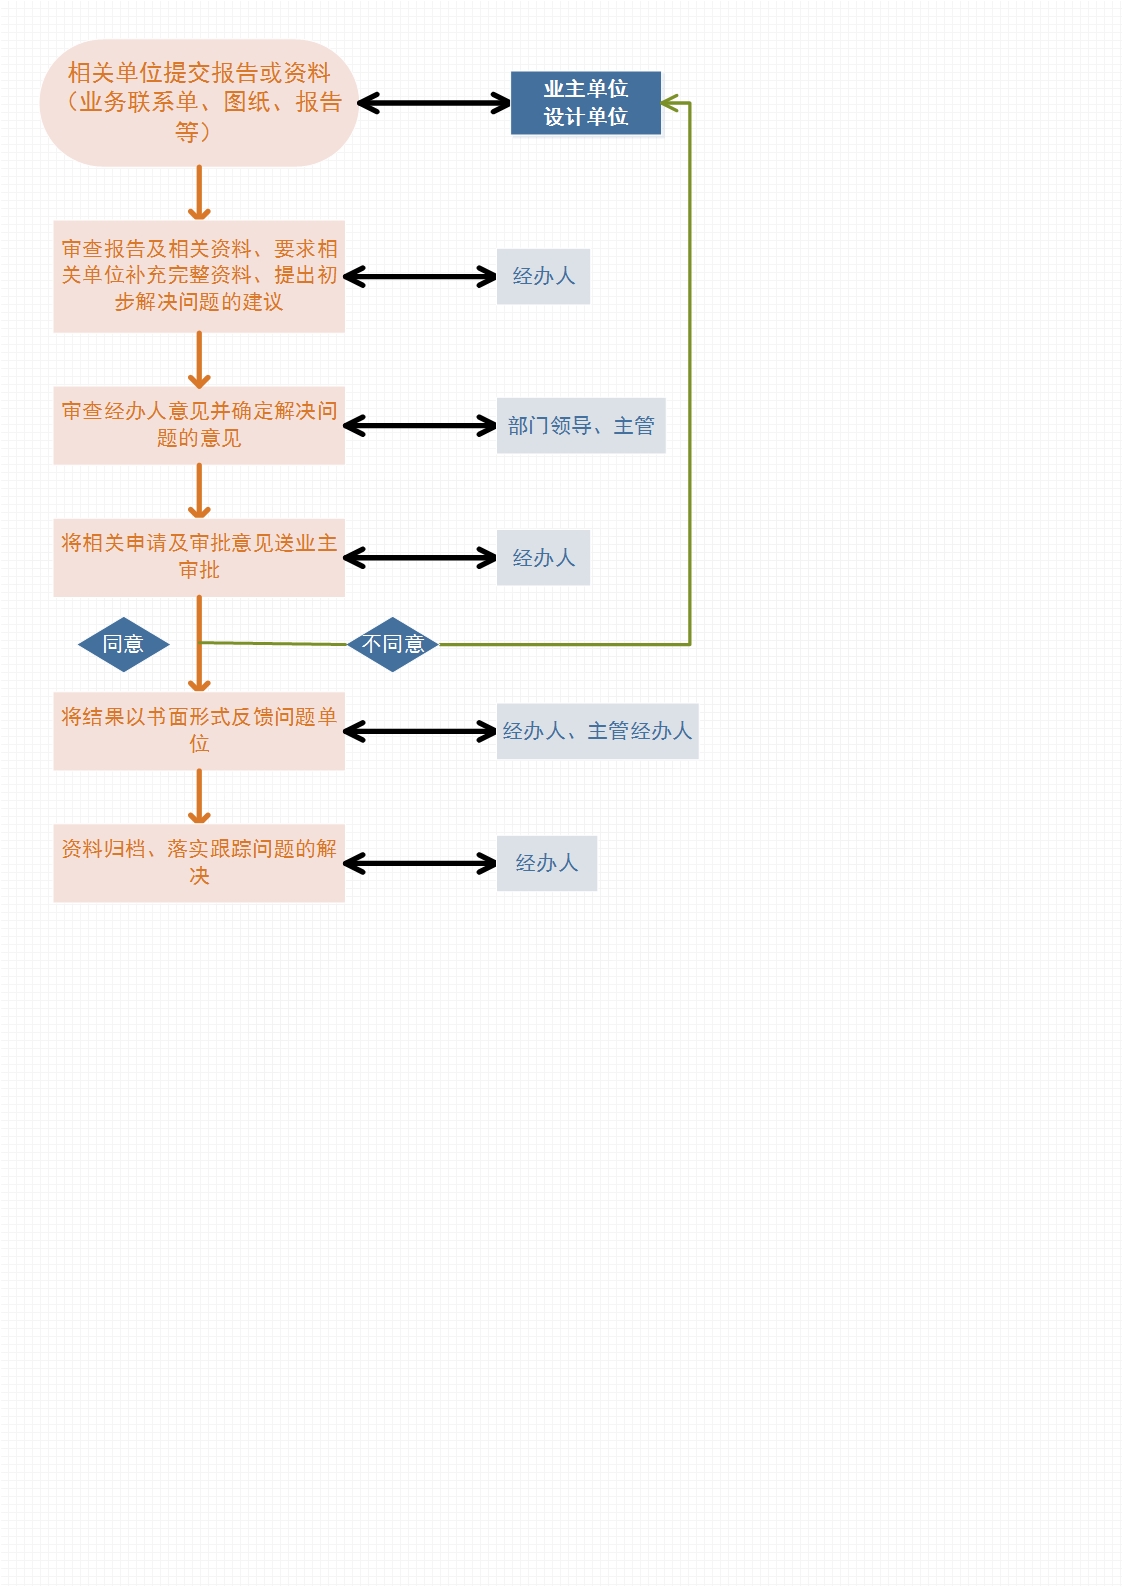 相关单位提交报告或资料
（业务联系单、图纸、报告
等）
业主单位
设计单位
审查报告及相关资料、要求相
关单位补充完整资料、提出初
步解决问题的建议
经办人
审查经办人意见并确定解决问
题的意见
部门领导、主管
将相关申请及审批意见送业主
审批
经办人
同意
不同意
将结果以书面形式反馈问题单
位
经办人、主管经办人
资料归档、落实跟踪问题的解
决
经办人